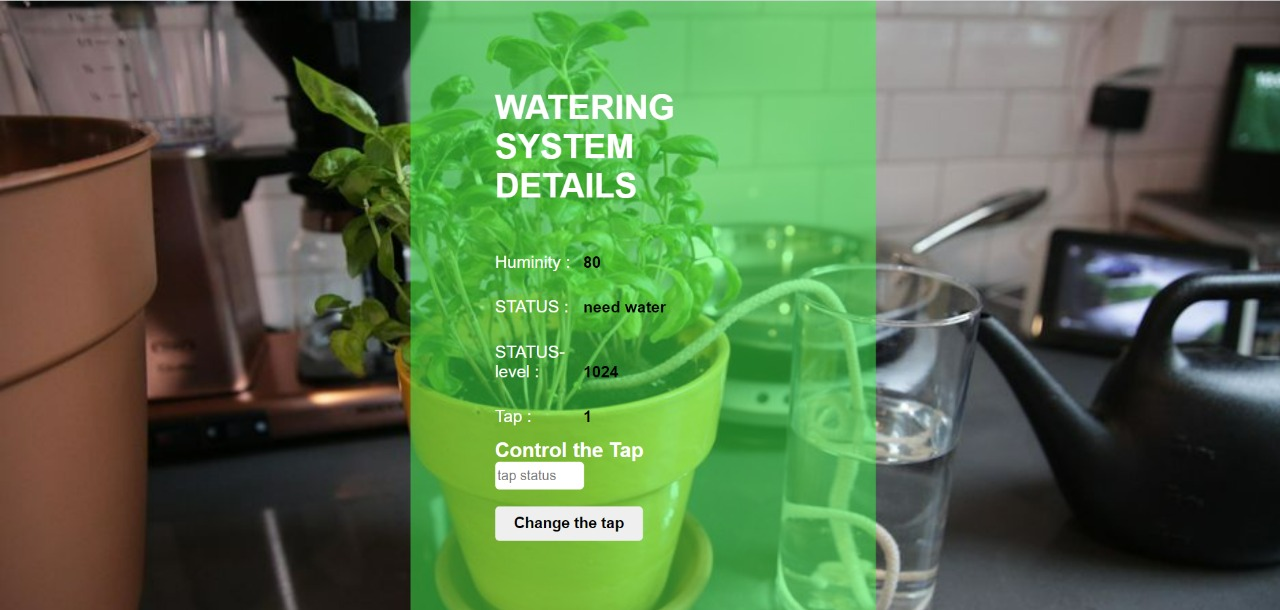 WATERING
SYSTEM
DETAILS
Huminity : 80
STATUS : need water
STATUS-
level : 1024
Tap : 1
Control the Tap
tap status
Change the tap